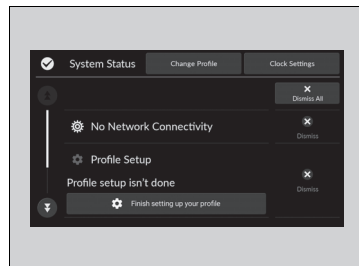 System Status
Change Profile
Clock Settings
Dismiss All
No Network Connectivity
Dismiss
Profile Setup
Profile setup isn't done
Dismiss
Finish setting up your profile